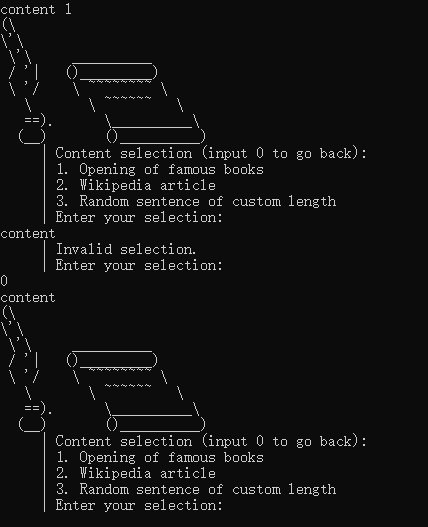 content 1
(\
\'\
 \'\     __________
 / '|   ()_________)
 \ '/    \ ~~~~~~~~ \
   \       \ ~~~~~~   \
   ==).      \__________\
  (__)       ()__________)
| Content selection (input 0 to go back):
| 1. Opening of famous books
| 2. Wikipedia article
| 3. Random sentence of custom length
| Enter your selection:
content
| Invalid selection.
| Enter your selection:
0
content
(\
\'\
 \'\     __________
 / '|   ()_________)
 \ '/    \ ~~~~~~~~ \
   \       \ ~~~~~~   \
   ==).      \__________\
  (__)       ()__________)
| Content selection (input 0 to go back):
| 1. Opening of famous books
| 2. Wikipedia article
| 3. Random sentence of custom length
| Enter your selection: